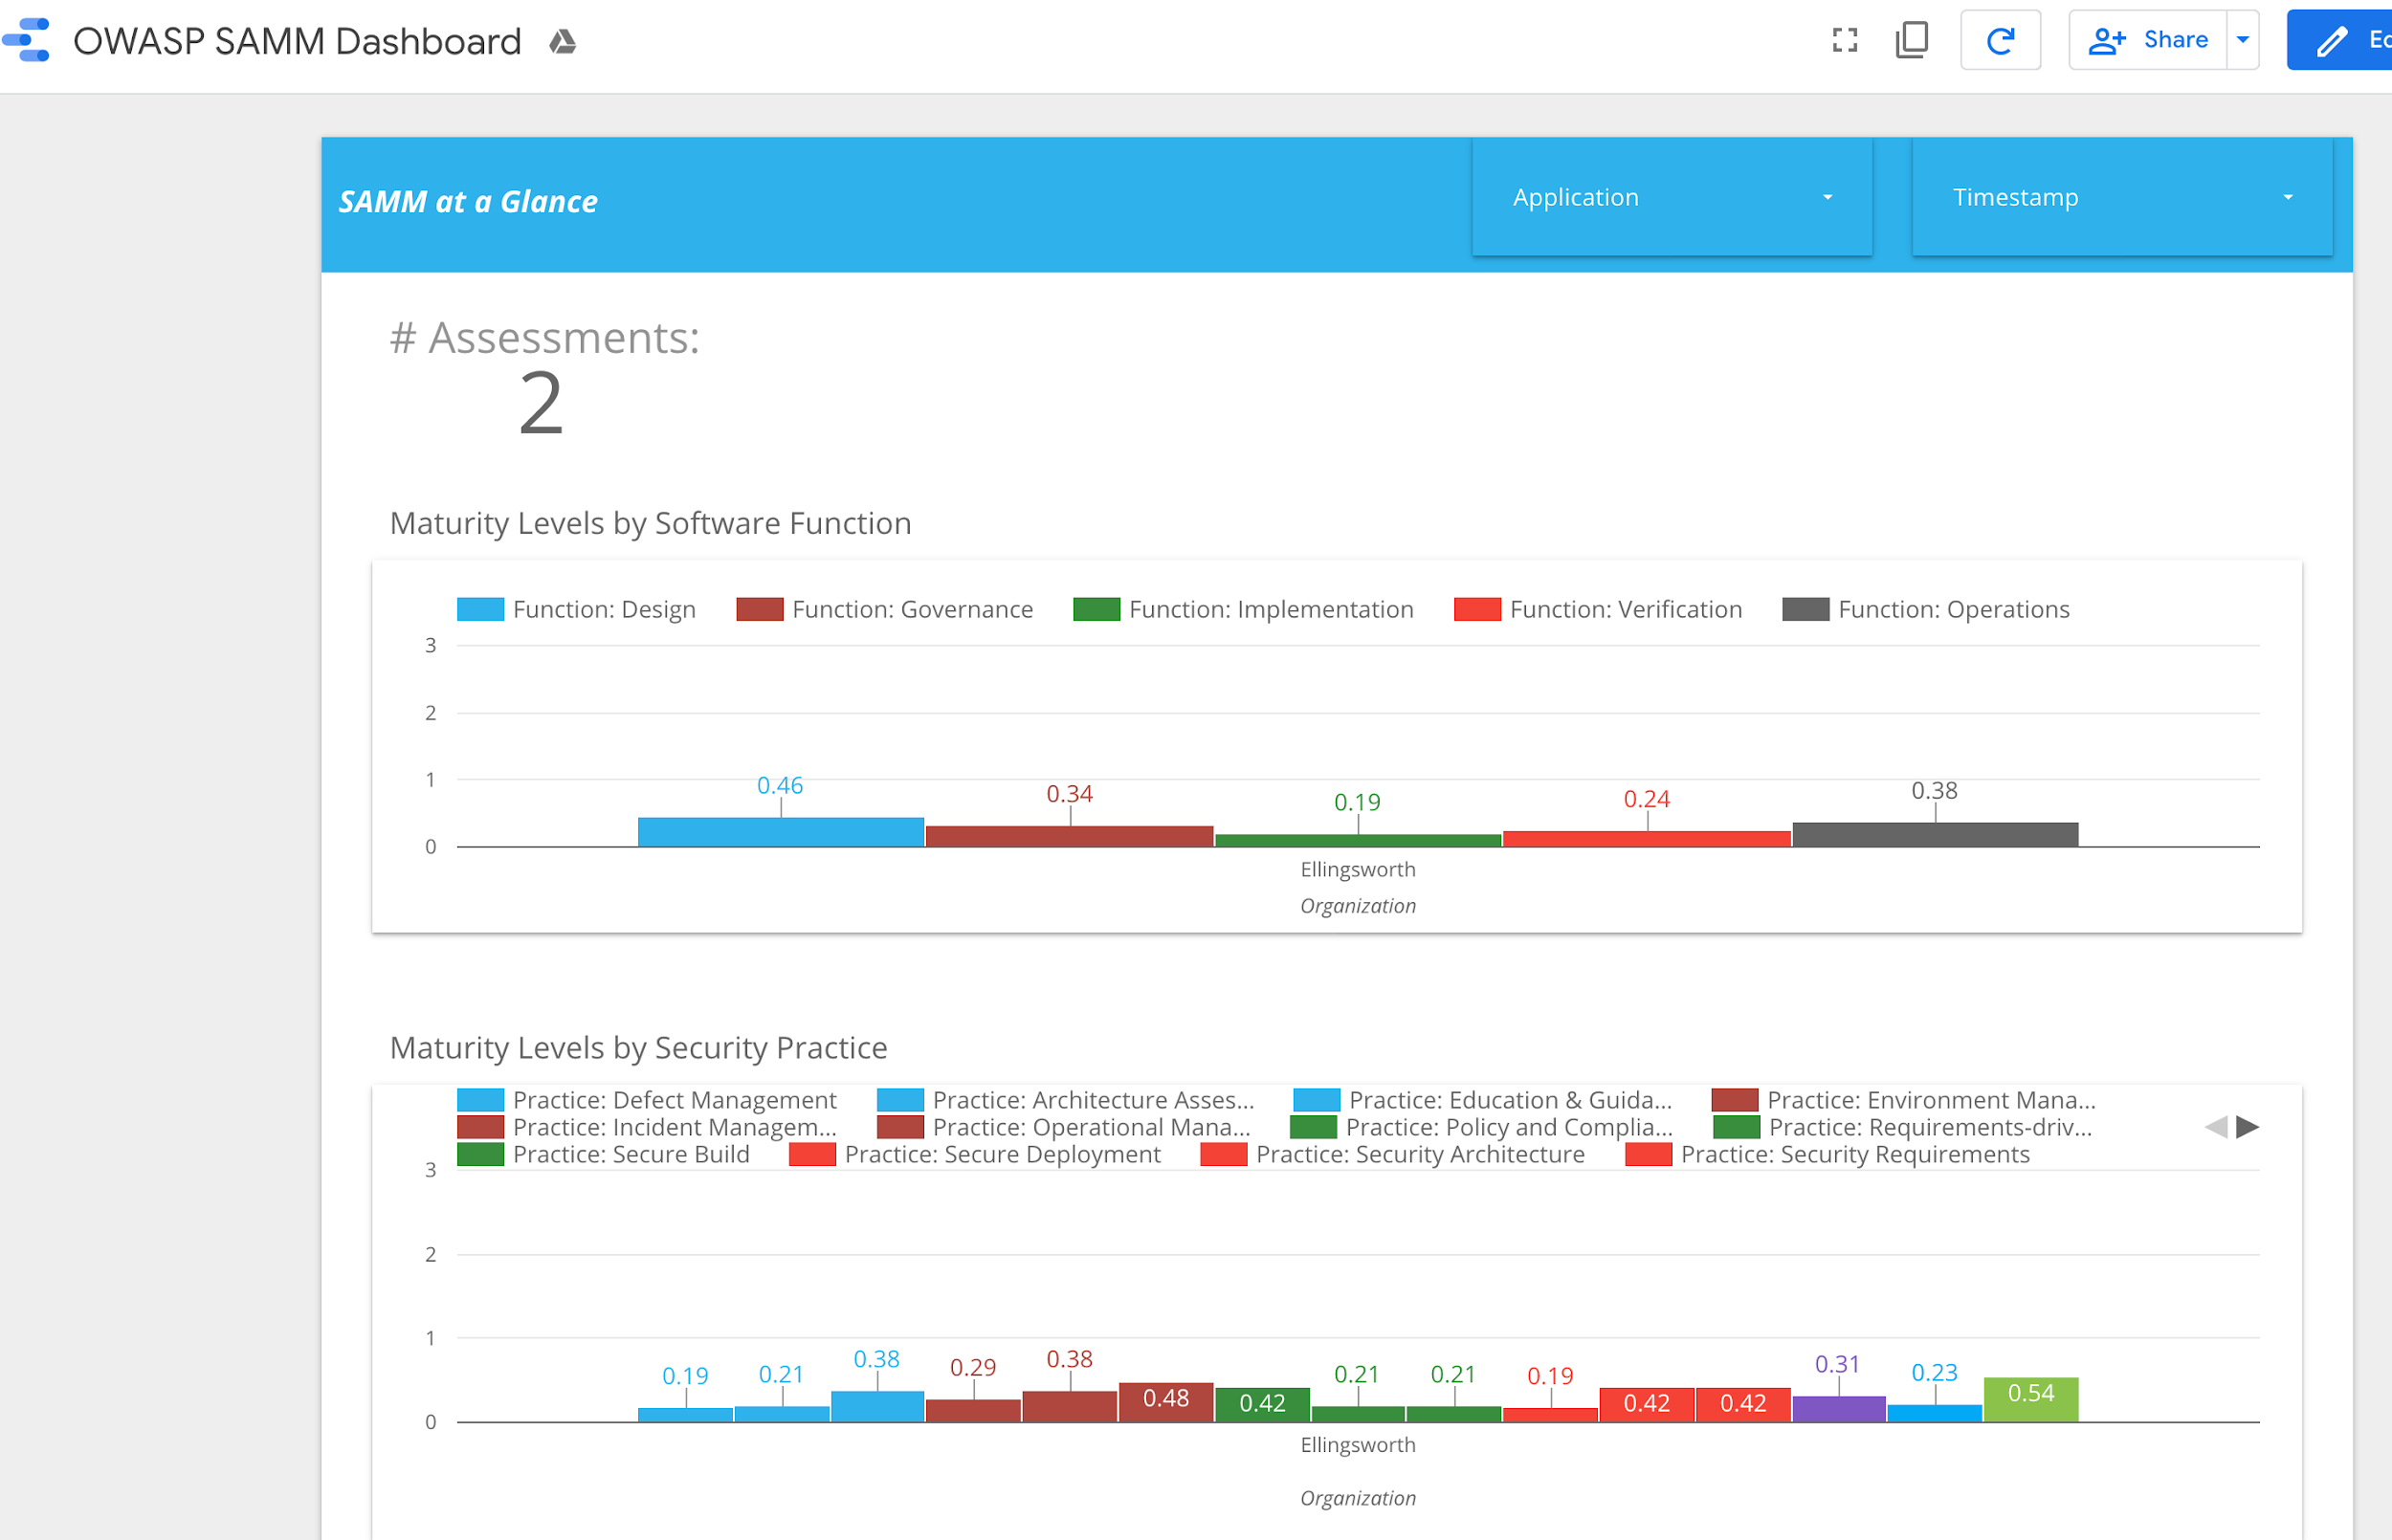 OWASP SAMM Dashboard
Share
SAMM at a Glance
Application
Timestamp
# Assessments:
2
Maturity Levels by Software Function
Function: Design Function: Governance Function: Implementation Function: Verification Function: Operations
3
2
1
0
0.46 0.34 0.19 0.24 0.38
Ellingsworth
Organization
Maturity Levels by Security Practice
Practice: Defect Management Practice: Architecture Asses... Practice: Education & Guida... Practice: Environment Mana...
Practice: Incident Managem... Practice: Operational Mana... Practice: Policy and Complia... Practice: Requirements-driv...
Practice: Secure Build Practice: Secure Deployment Practice: Security Architecture Practice: Security Requirements
3
2
1
0
0.19 0.21 0.38 0.29 0.38 0.48 0.42 0.21 0.21 0.19 0.42 0.42 0.31 0.23 0.54
Ellingsworth
Organization